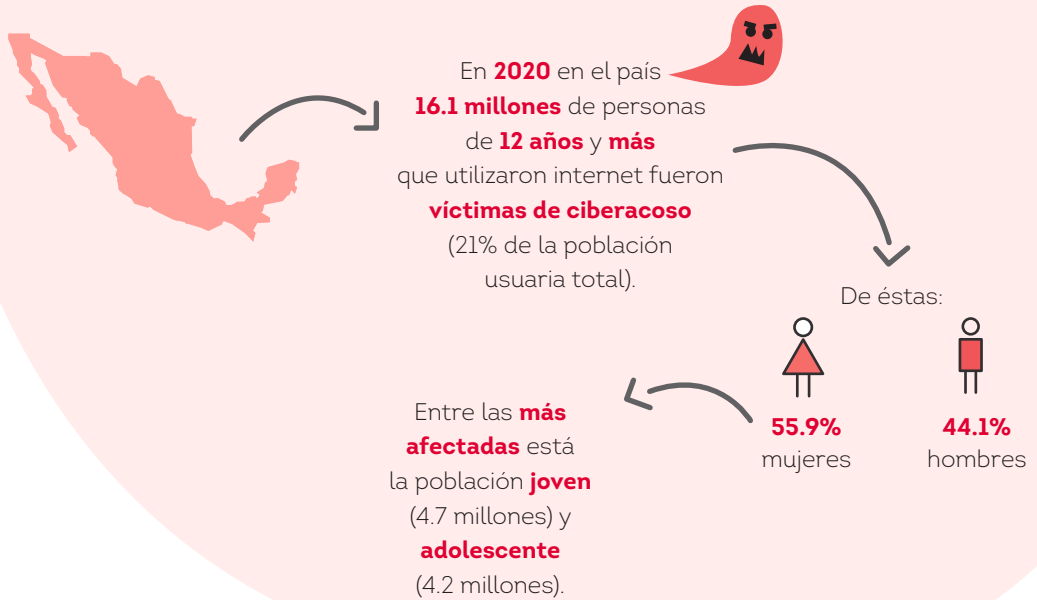 En 2020 en el país
16.1 millones de personas
de 12 años y más
que utilizaron internet fueron
víctimas de ciberacoso
(21% de la población
usuaria total).
De éstas:
55.9%
mujeres
44.1%
hombres
Entre las más
afectadas está
la población joven
(4.7 millones) y
adolescente
(4.2 millones).